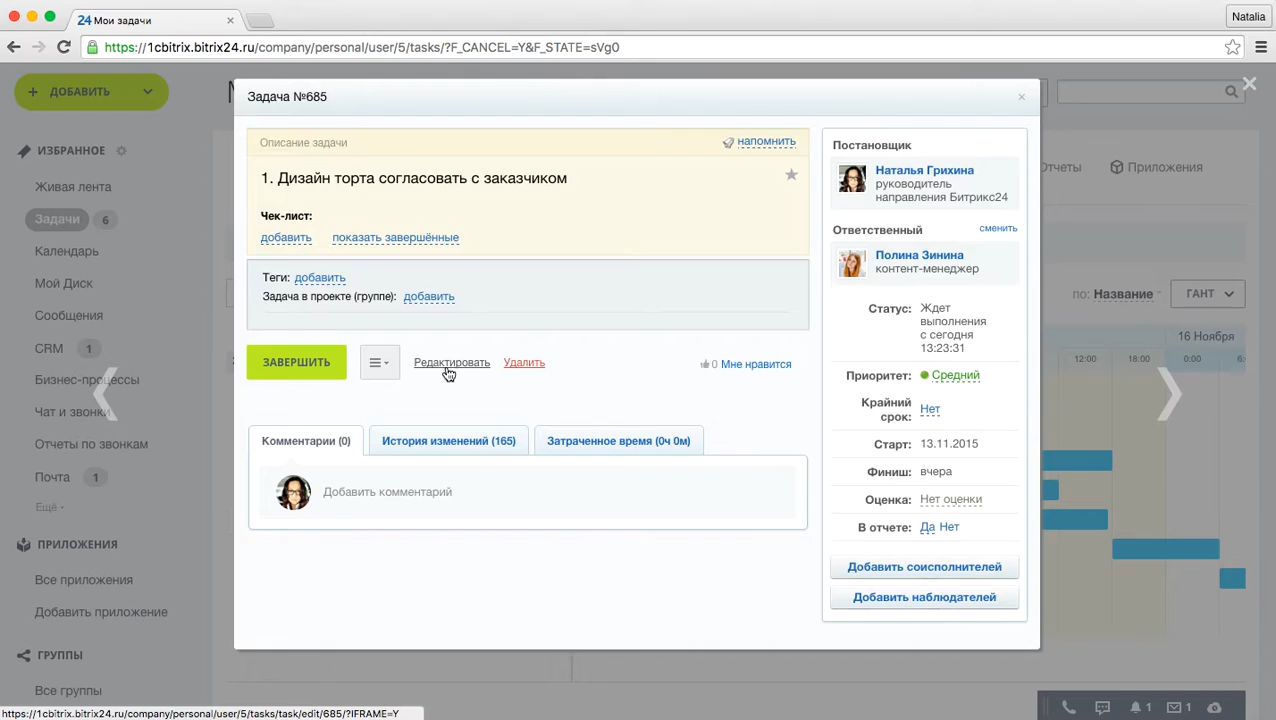 24 Мои задачи
Natalia
https://1cbitrix.bitrix24.ru/company/personal/user/5/tasks/?F_CANCEL=Y&F_STATE=sVg0
ДОБАВИТЬ
Задача №685
ИЗБРАННОЕ
Живая лента
Задачи 6
Календарь
Мой Диск
Сообщения
CRM 1
Бизнес-процессы
Чат и звонки
Отчеты по звонкам
Почта 1
Ещё
ПРИЛОЖЕНИЯ
Все приложения
Добавить приложение
ГРУППЫ
Все группы
Описание задачи
напомнить
1. Дизайн торта согласовать с заказчиком
Чек-лист:
добавить показать завершённые
Теги: добавить
Задача в проекте (группе): добавить
ЗАВЕРШИТЬ
Редактировать
Удалить
0 Мне нравится
Комментарии (0)
История изменений (165)
Затраченное время (0ч 0м)
Добавить комментарий
Постановщик
Наталья Грихина
руководитель
направления Битрикс24
Ответственный сменить
Полина Зинина
контент-менеджер
Статус: Ждет
выполнения
с сегодня
13:23:31
Приоритет: Средний
Крайний
срок: Нет
Старт: 13.11.2015
Финиш: вчера
Оценка: Нет оценки
В отчете: Да Нет
Добавить соисполнителей
Добавить наблюдателей
Отчеты
Приложения
по: Название
ГАНТ
16 Ноября
12:00 0:00
1 1
https://1cbitrix.bitrix24.ru/company/personal/user/5/tasks/task/edit/685/?IFRAME=Y